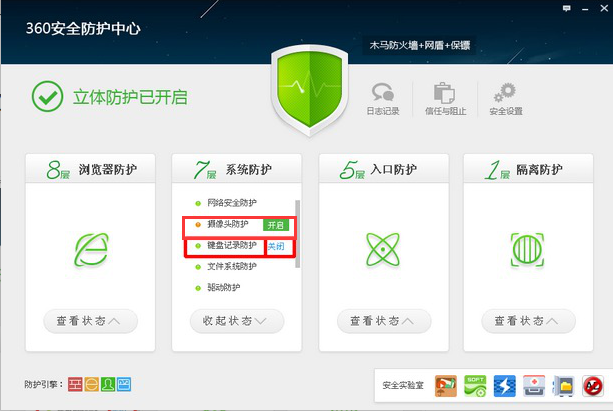 360安全防护中心
木马防火墙+网盾+保镖
立体防护已开启
日志记录 信任与阻止 安全设置
8层 浏览器防护 7层 系统防护 5层 入口防护 1层 隔离防护
网络安全防护
摄像头防护 开启
键盘记录防护 关闭
文件系统防护
驱动防护
查看状态 收起状态 查看状态 查看状态
防护引擎: 安全实验室
SOFT
AD